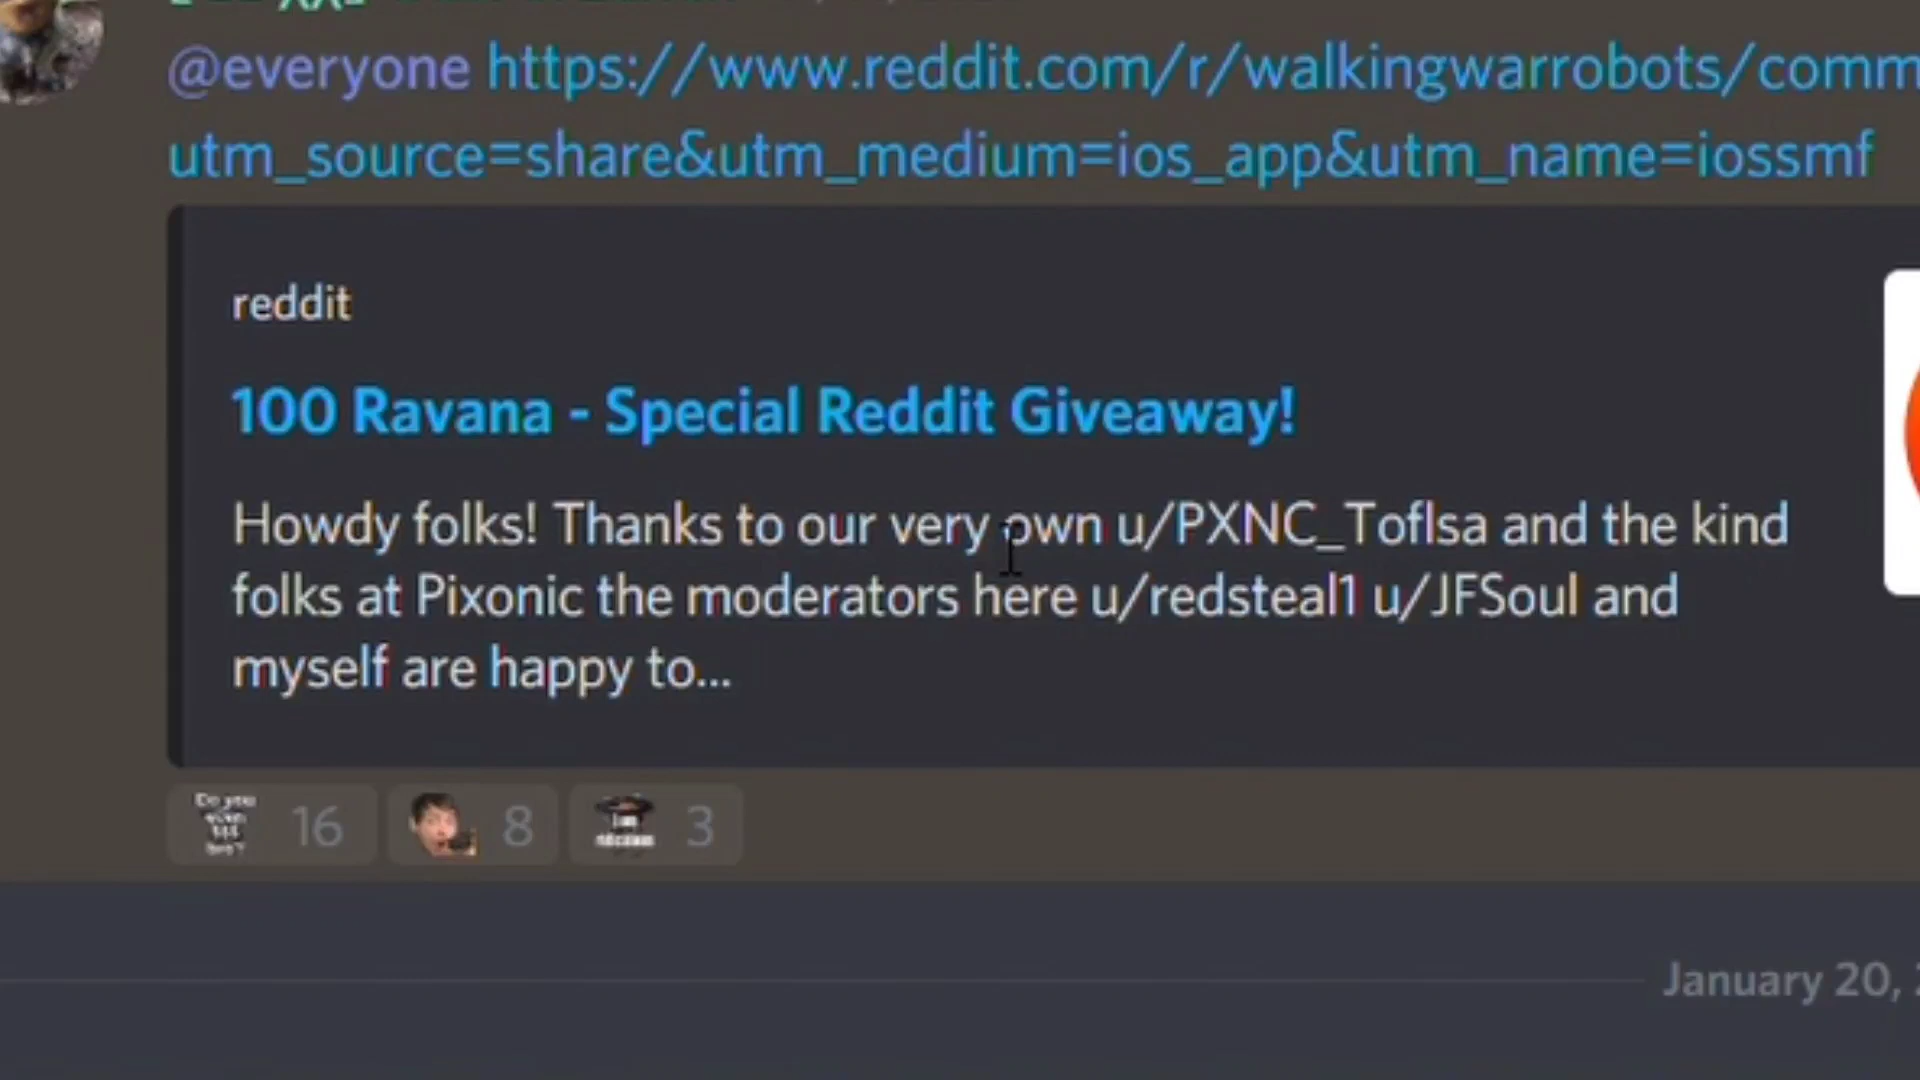 @everyone https://www.reddit.com/r/walkingwarrobots/comm
utm_source=share&utm_medium=ios_app&utm_name=iossmf
reddit
100 Ravana - Special Reddit Giveaway!
Howdy folks! Thanks to our very own u/PXNC_Toflsa and the kind
folks at Pixonic the moderators here u/redsteal1 u/JFSoul and
myself are happy to...
16 8 3
January 20,